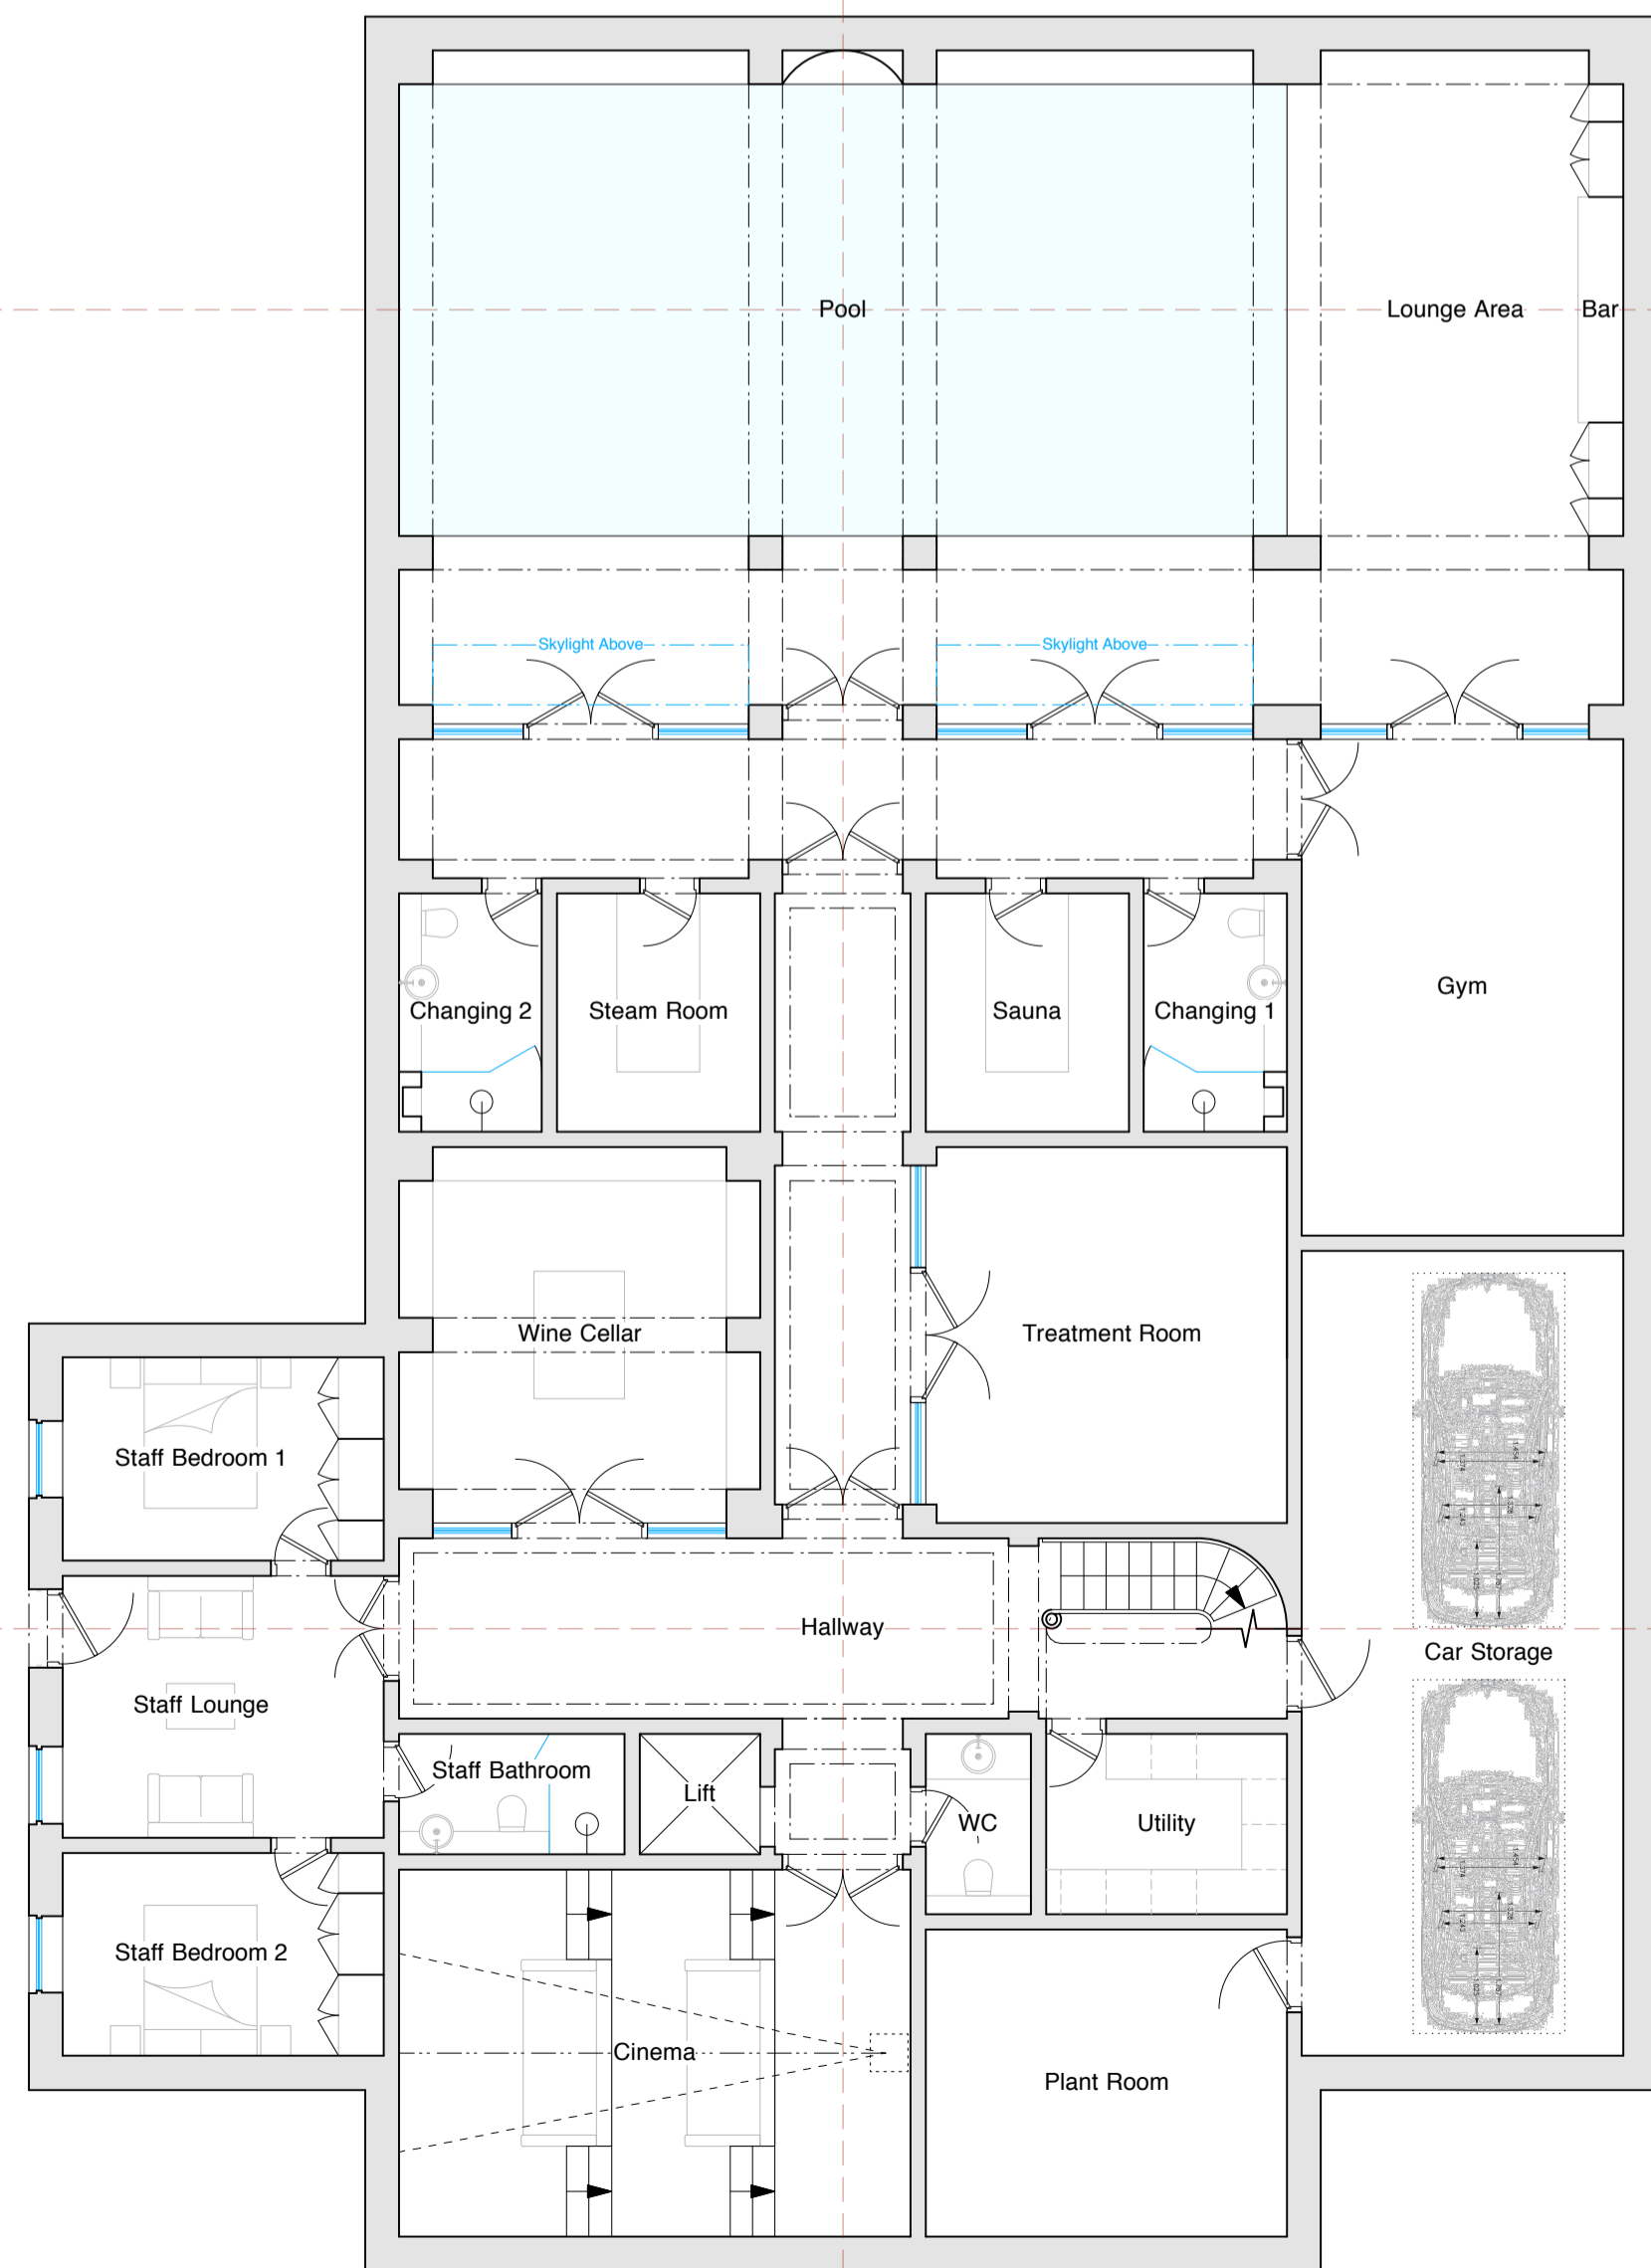 Pool
Lounge Area
Bar
Skylight Above
Skylight Above
Gym
Changing 2
Steam Room
Sauna
Changing 1
Wine Cellar
Treatment Room
Staff Bedroom 1
Hallway
Car Storage
Staff Lounge
Staff Bathroom
Lift
WC
Utility
Staff Bedroom 2
Cinema
Plant Room